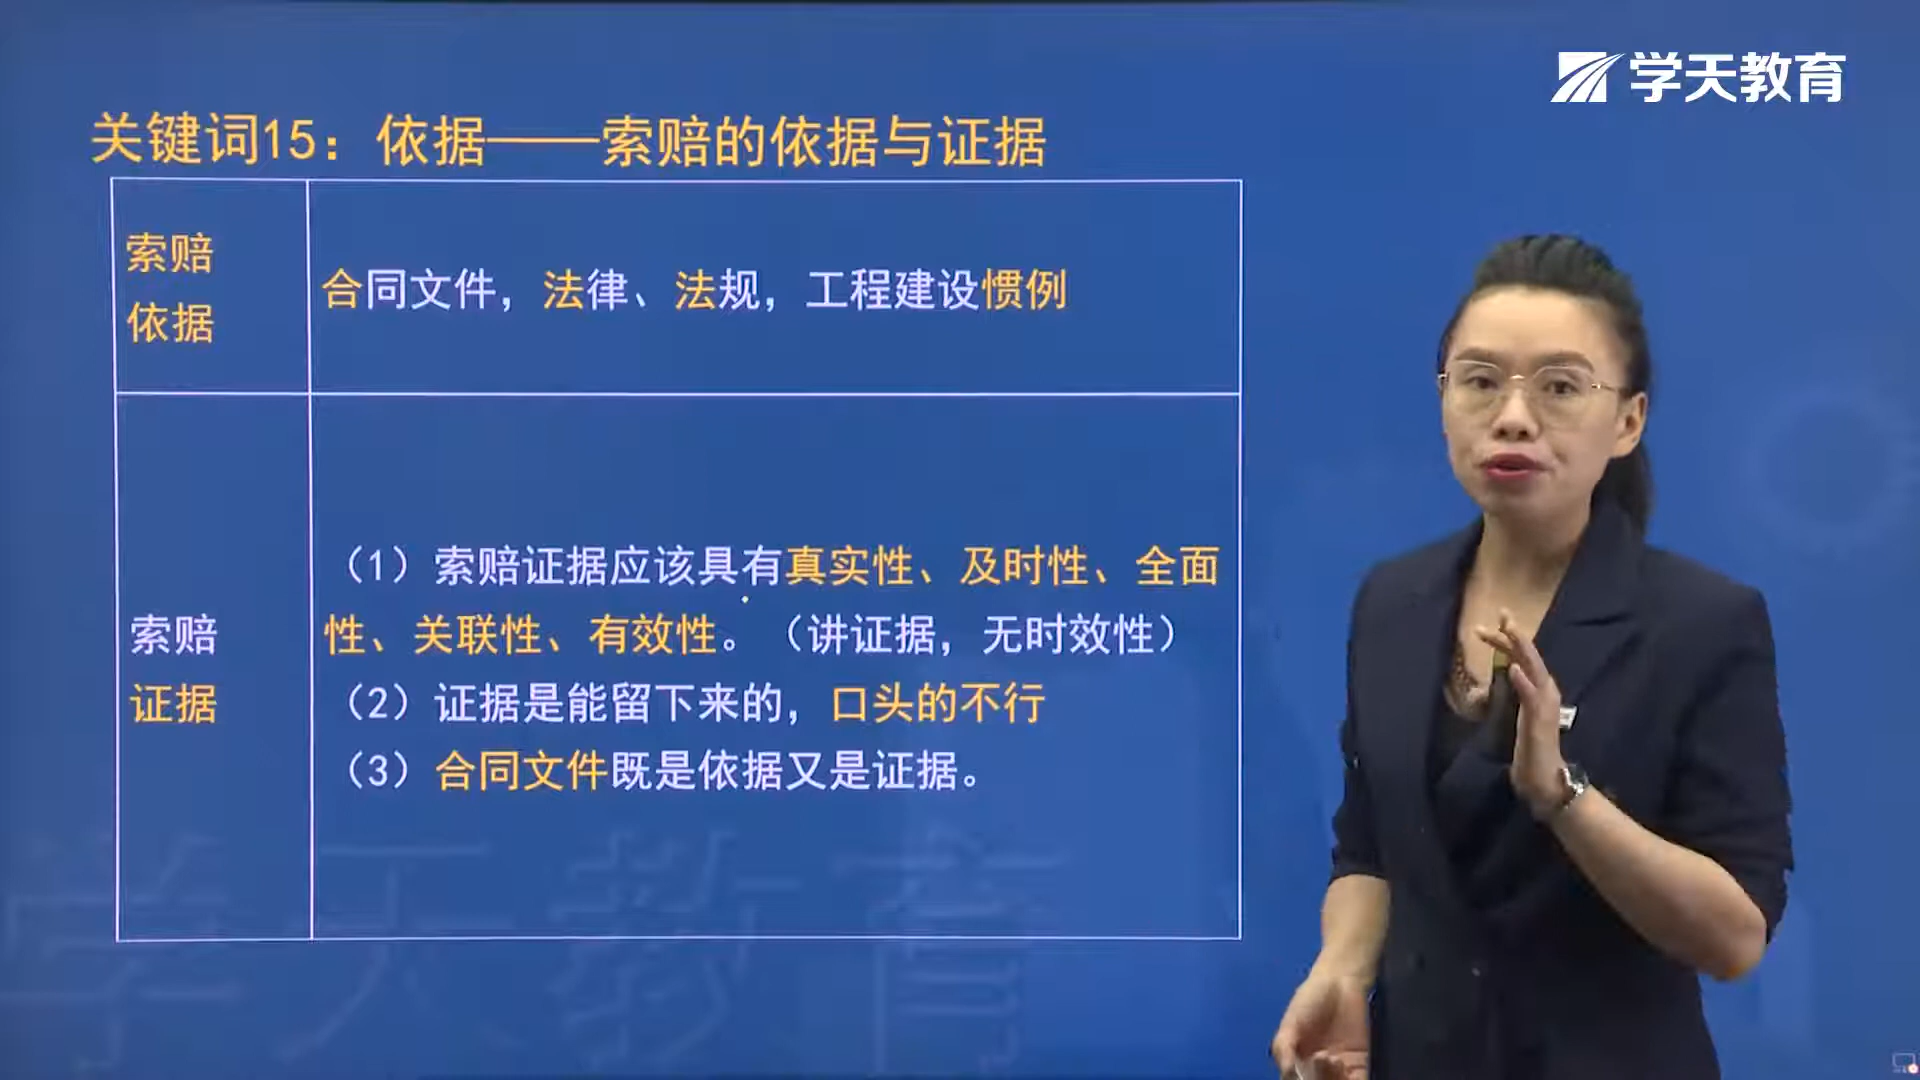 学天教育
关键词15：依据——索赔的依据与证据
索赔
依据
合同文件，法律、法规，工程建设惯例
索赔
证据
（1）索赔证据应该具有真实性、及时性、全面
性、关联性、有效性。（讲证据，无时效性）
（2）证据是能留下来的，口头的不行
（3）合同文件既是依据又是证据。
学天教育